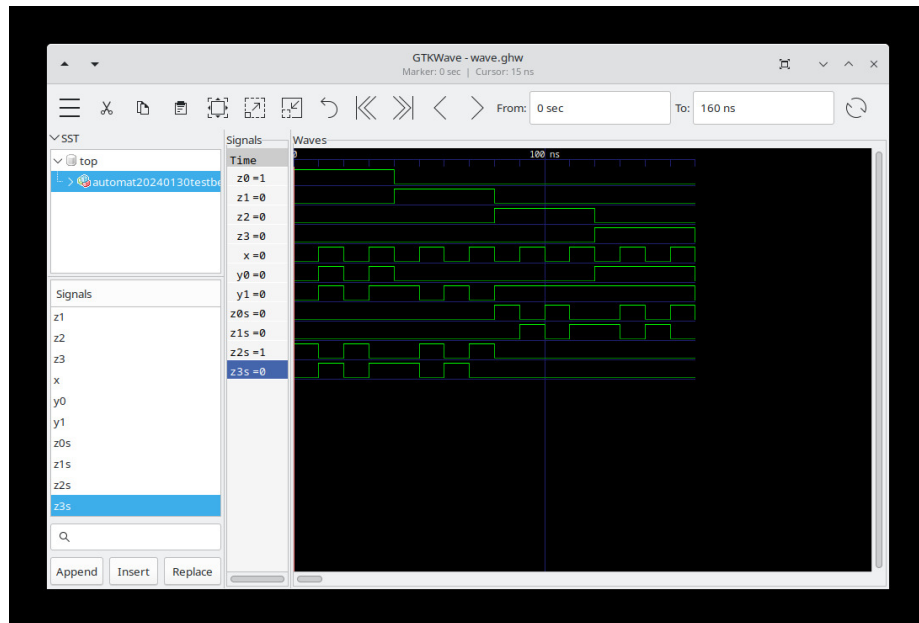 GTKWave - wave.ghw
Marker: 0 sec | Cursor: 15 ns
From: 0 sec To: 160 ns
SST
top
automat20240130testbe
Signals
z1
z2
z3
x
y0
y1
z0s
z1s
z2s
z3s
Append Insert Replace
Signals
Time
z0 =1
z1 =0
z2 =0
z3 =0
x =0
y0 =0
y1 =0
z0s =0
z1s =0
z2s =1
z3s =0
Waves
0 100 ns